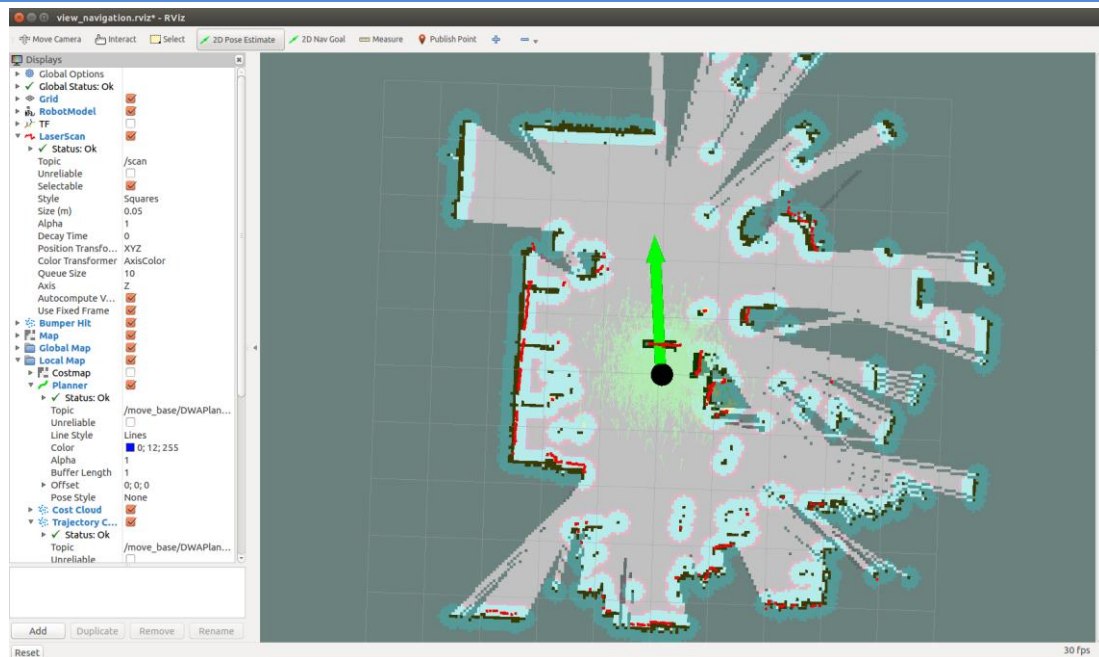 view_navigation.rviz* - RViz
Move Camera Interact Select 2D Pose Estimate 2D Nav Goal Measure Publish Point
Displays
Global Options
Global Status: Ok
Grid
RobotModel
TF
LaserScan
Status: Ok
Topic /scan
Unreliable
Selectable
Style Squares
Size (m) 0.05
Alpha 1
Decay Time 0
Position Transfo... XYZ
Color Transformer AxisColor
Queue Size 10
Axis Z
Autocompute V...
Use Fixed Frame
Bumper Hit
Map
Global Map
Local Map
Costmap
Planner
Status: Ok
Topic /move_base/DWAPlan...
Unreliable
Line Style Lines
Color 0; 12; 255
Alpha 1
Buffer Length 1
Offset 0; 0; 0
Pose Style None
Cost Cloud
Trajectory C...
Status: Ok
Topic /move_base/DWAPlan...
Unreliable
Add Duplicate Remove Rename
Reset 30 fps